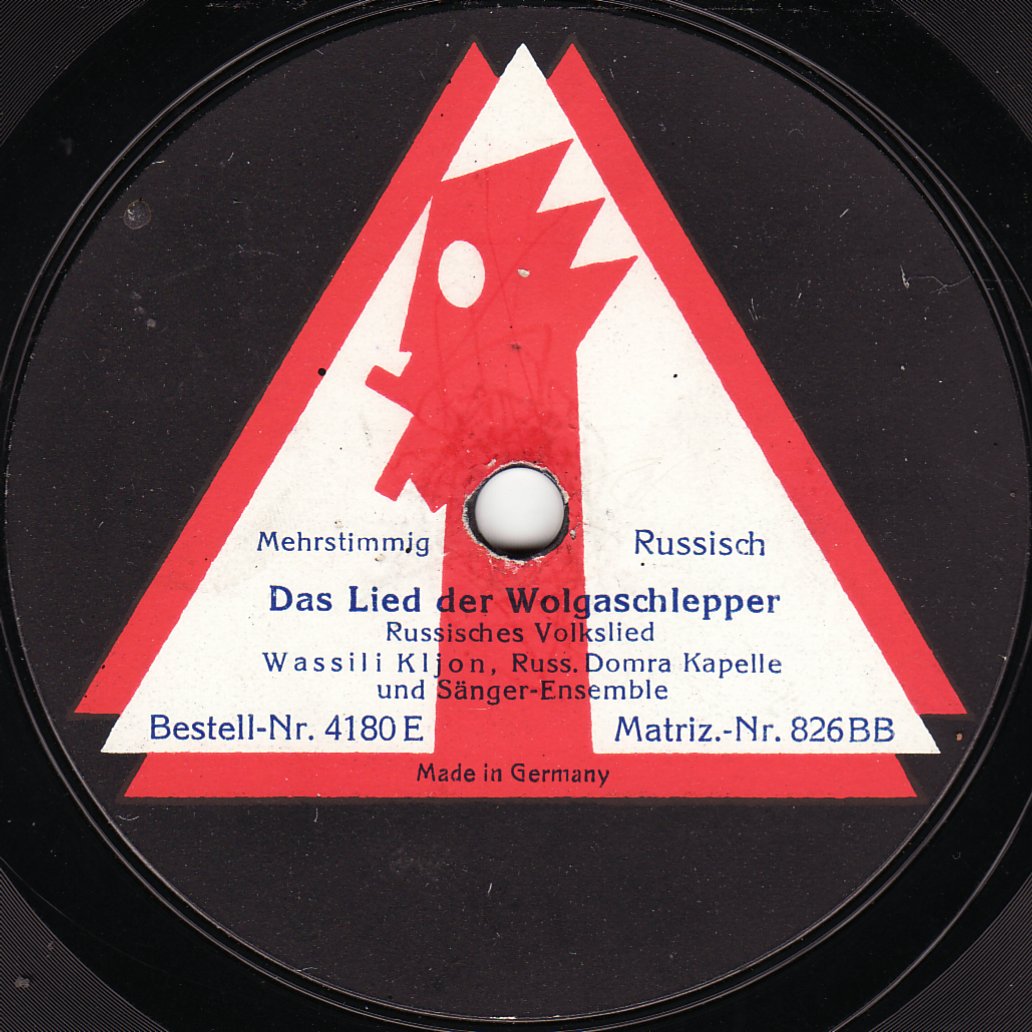 Mehrstimmig Russisch
Das Lied der Wolgaschlepper
Russisches Volkslied
Wassili Kljon, Russ. Domra Kapelle
und Sänger-Ensemble
Bestell-Nr. 4180 E Matriz.-Nr. 826 BB
Made in Germany